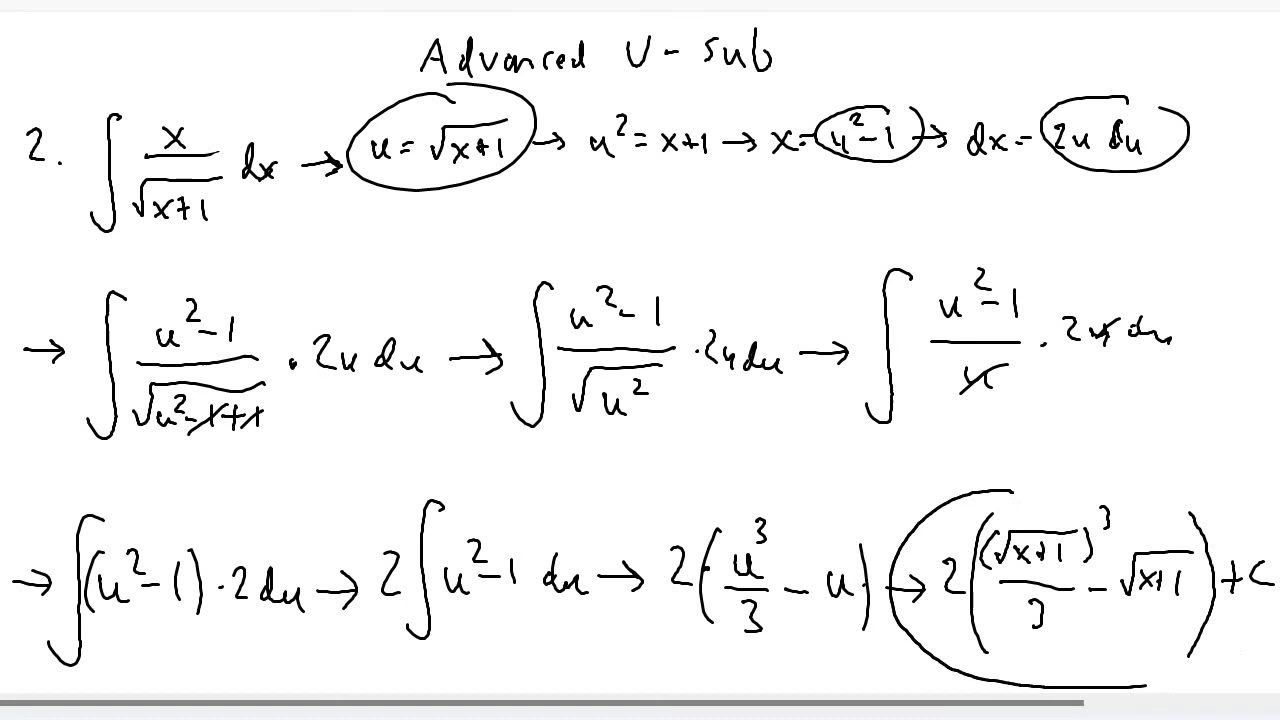 Advanced U-sub
2. ∫ x/√(x+1) dx → u = √(x+1) → u² = x+1 → x = u²-1 → dx = 2u du
→ ∫ (u²-1)/√(u²-1+1) · 2u du → ∫ (u²-1)/√(u²) · 2u du → ∫ (u²-1)/u · 2u du
→ ∫ (u²-1) · 2 du → 2 ∫ u²-1 du → 2(u³/3 - u) → 2((√(x+1))³/3 - √(x+1)) + C